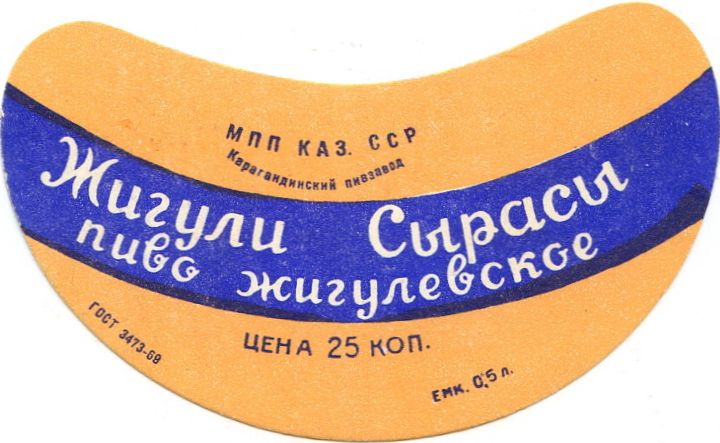 МПП КАЗ. ССР
Карагандинский пивзавод
Жигули Сырасы
пиво жигулевское
ГОСТ 3473-69
ЦЕНА 25 КОП.
ЕМК. 0,5 л.